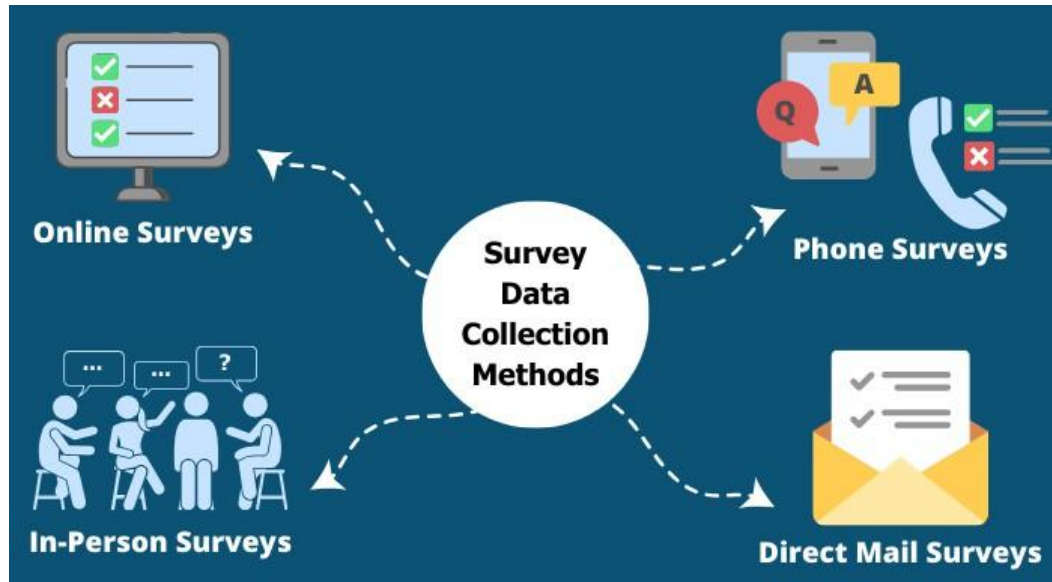 Online Surveys
Q
A
Phone Surveys
Survey
Data
Collection
Methods
...
...
?
In-Person Surveys
Direct Mail Surveys